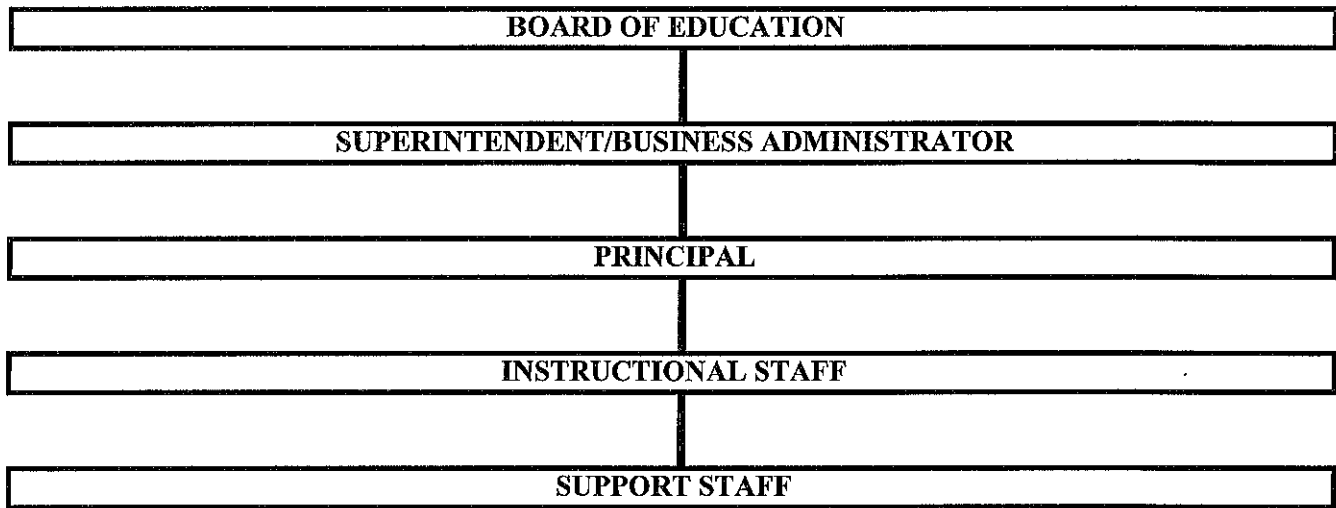 BOARD OF EDUCATION
SUPERINTENDENT/BUSINESS ADMINISTRATOR
PRINCIPAL
INSTRUCTIONAL STAFF
SUPPORT STAFF